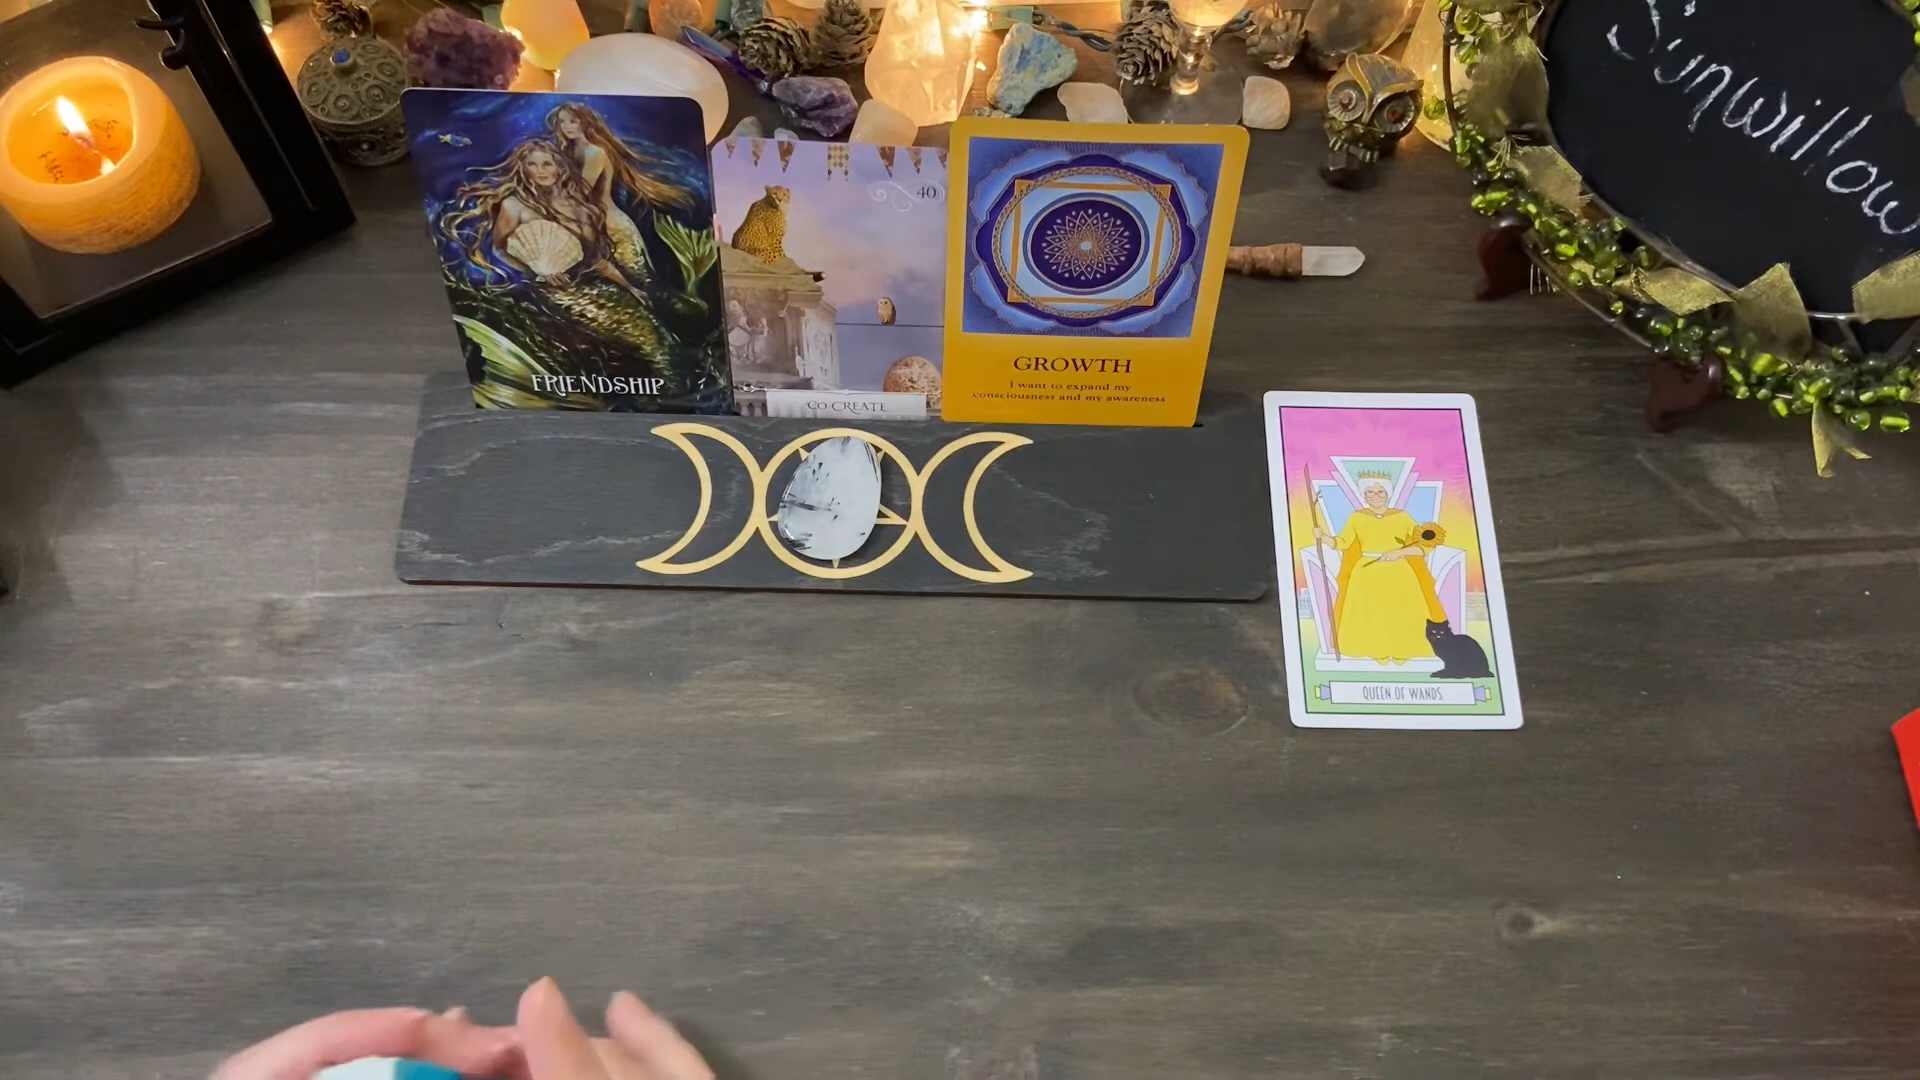 Sunwillow
40
FRIENDSHIP
CO-CREATE
GROWTH
I want to expand my
consciousness and my awareness
QUEEN OF WANDS